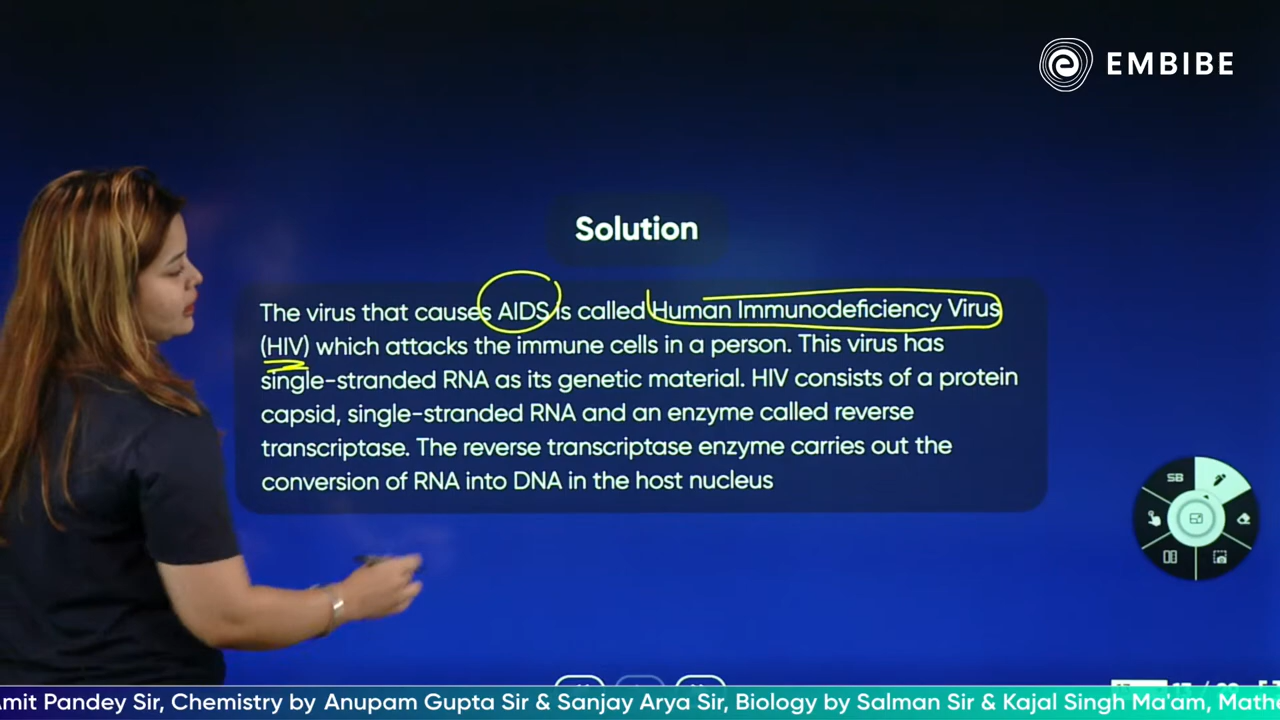 EMBIBE
Solution
The virus that causes AIDS is called Human Immunodeficiency Virus
(HIV) which attacks the immune cells in a person. This virus has
single-stranded RNA as its genetic material. HIV consists of a protein
capsid, single-stranded RNA and an enzyme called reverse
transcriptase. The reverse transcriptase enzyme carries out the
conversion of RNA into DNA in the host nucleus
SB
mit Pandey Sir, Chemistry by Anupam Gupta Sir & Sanjay Arya Sir, Biology by Salman Sir & Kajal Singh Ma'am, Math